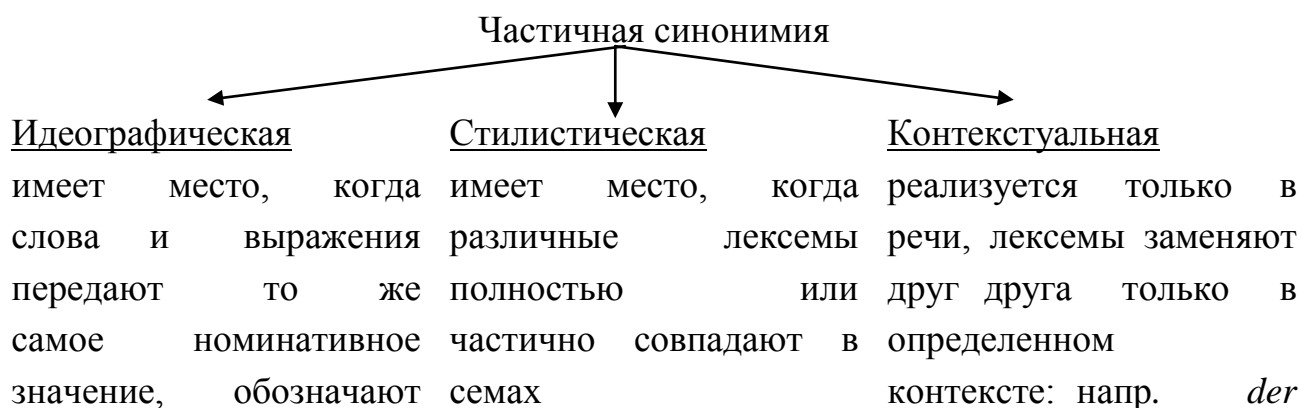 Частичная синонимия
Идеографическая
имеет место, когда
слова и выражения
передают то же
самое номинативное
значение, обозначают
Стилистическая
имеет место, когда
различные лексемы
полностью или
частично совпадают в
семах
Контекстуальная
реализуется только в
речи, лексемы заменяют
друг друга только в
определенном
контексте: напр. der